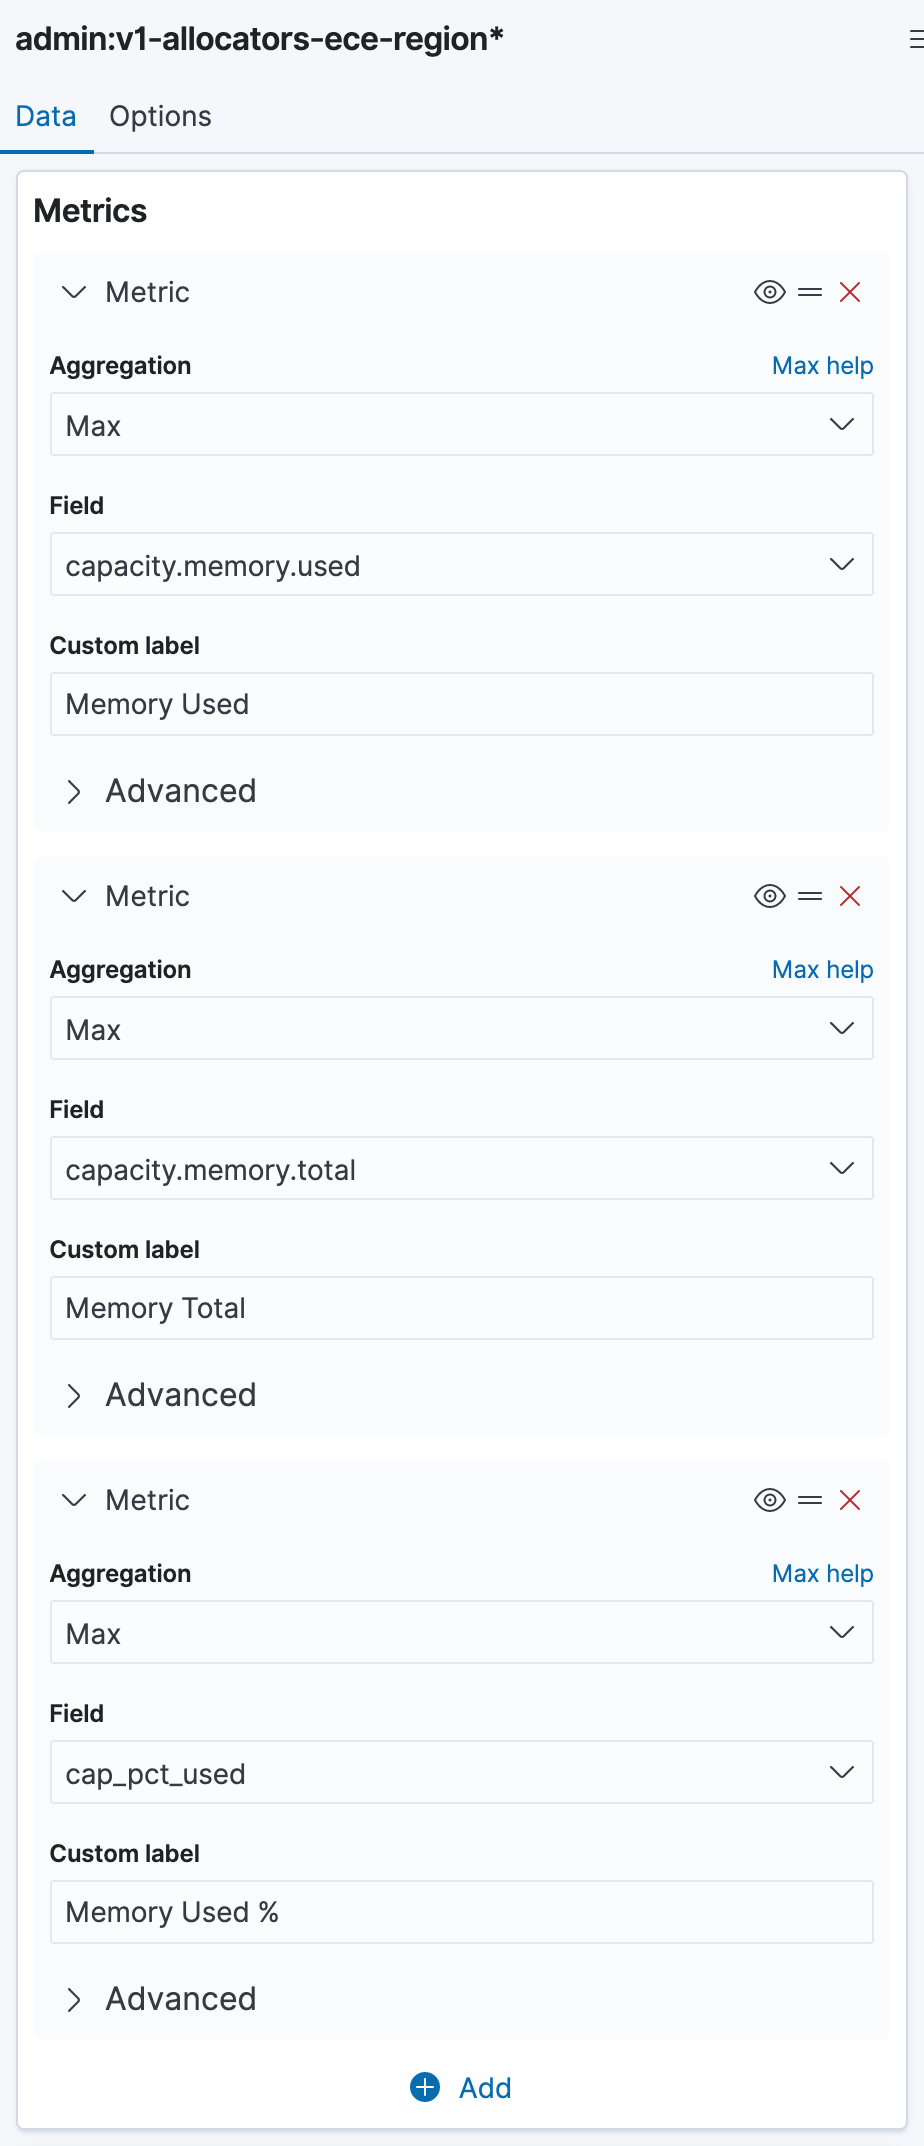 admin:v1-allocators-ece-region*
Data Options
Metrics
Metric
Aggregation Max help
Max
Field
capacity.memory.used
Custom label
Memory Used
Advanced
Metric
Aggregation Max help
Max
Field
capacity.memory.total
Custom label
Memory Total
Advanced
Metric
Aggregation Max help
Max
Field
cap_pct_used
Custom label
Memory Used %
Advanced
Add